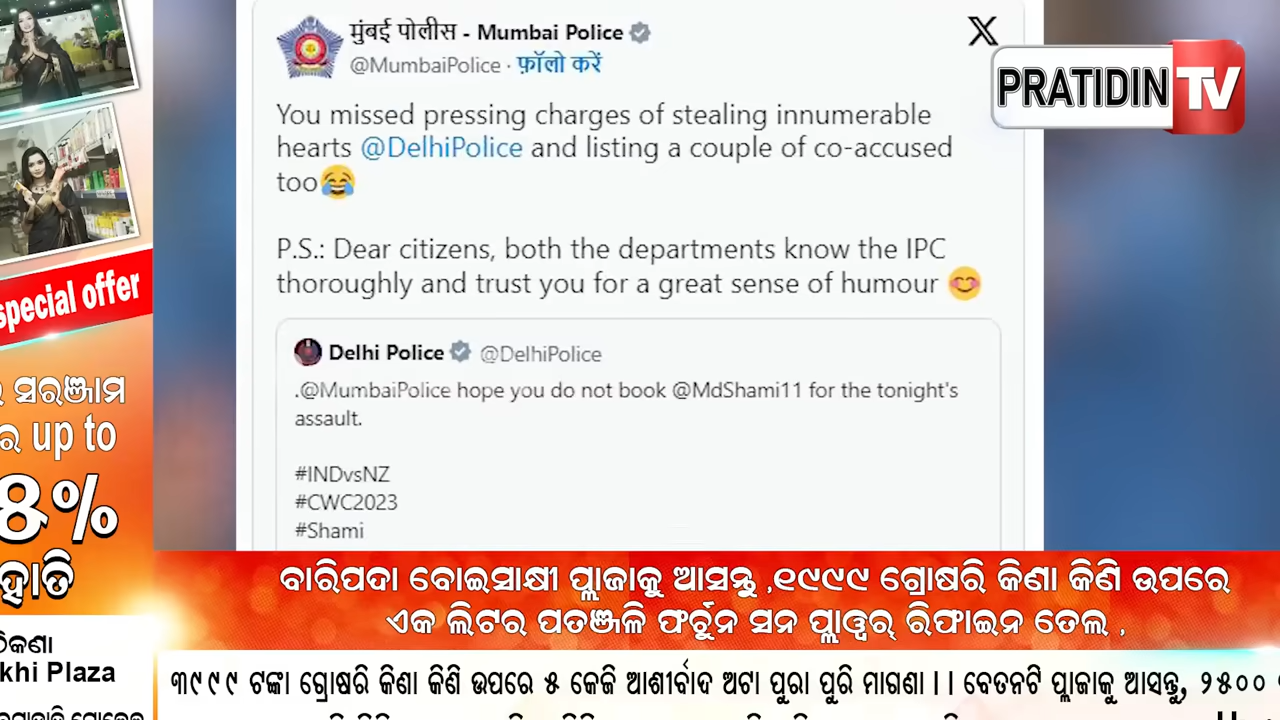 मुंबई पोलीस - Mumbai Police
@MumbaiPolice · फ़ॉलो करें
You missed pressing charges of stealing innumerable
hearts @DelhiPolice and listing a couple of co-accused
too😂
P.S.: Dear citizens, both the departments know the IPC
thoroughly and trust you for a great sense of humour 😊
Delhi Police @DelhiPolice
.@MumbaiPolice hope you do not book @MdShami11 for the tonight's
assault.
#INDvsNZ
#CWC2023
#Shami
PRATIDIN TV
special offer
ସରଞ୍ଜାମ
ର up to
8%
ହାତି
khi Plaza
ବାରିପଦା ବୋଇସାକ୍ଷୀ ପ୍ଲାଜାକୁ ଆସନ୍ତୁ ,୧୯୯୯ ଗ୍ରୋଷରି କିଣା କିଣି ଉପରେ
ଏକ ଲିଟର ପତଞ୍ଜଳି ଫର୍ଚୁନ ସନ ପ୍ଲାୱର୍ ରିଫାଇନ ତେଲ ,
୩୯୯୯ ଟଙ୍କା ଗ୍ରୋଷରି କିଣା କିଣି ଉପରେ ୫ କେଜି ଆଶୀର୍ବାଦ ଅଟା ପୁରା ପୁରି ମାଗଣା || ବେତନଟି ପ୍ଲାଜାକୁ ଆସନ୍ତୁ, ୨୫୦୦